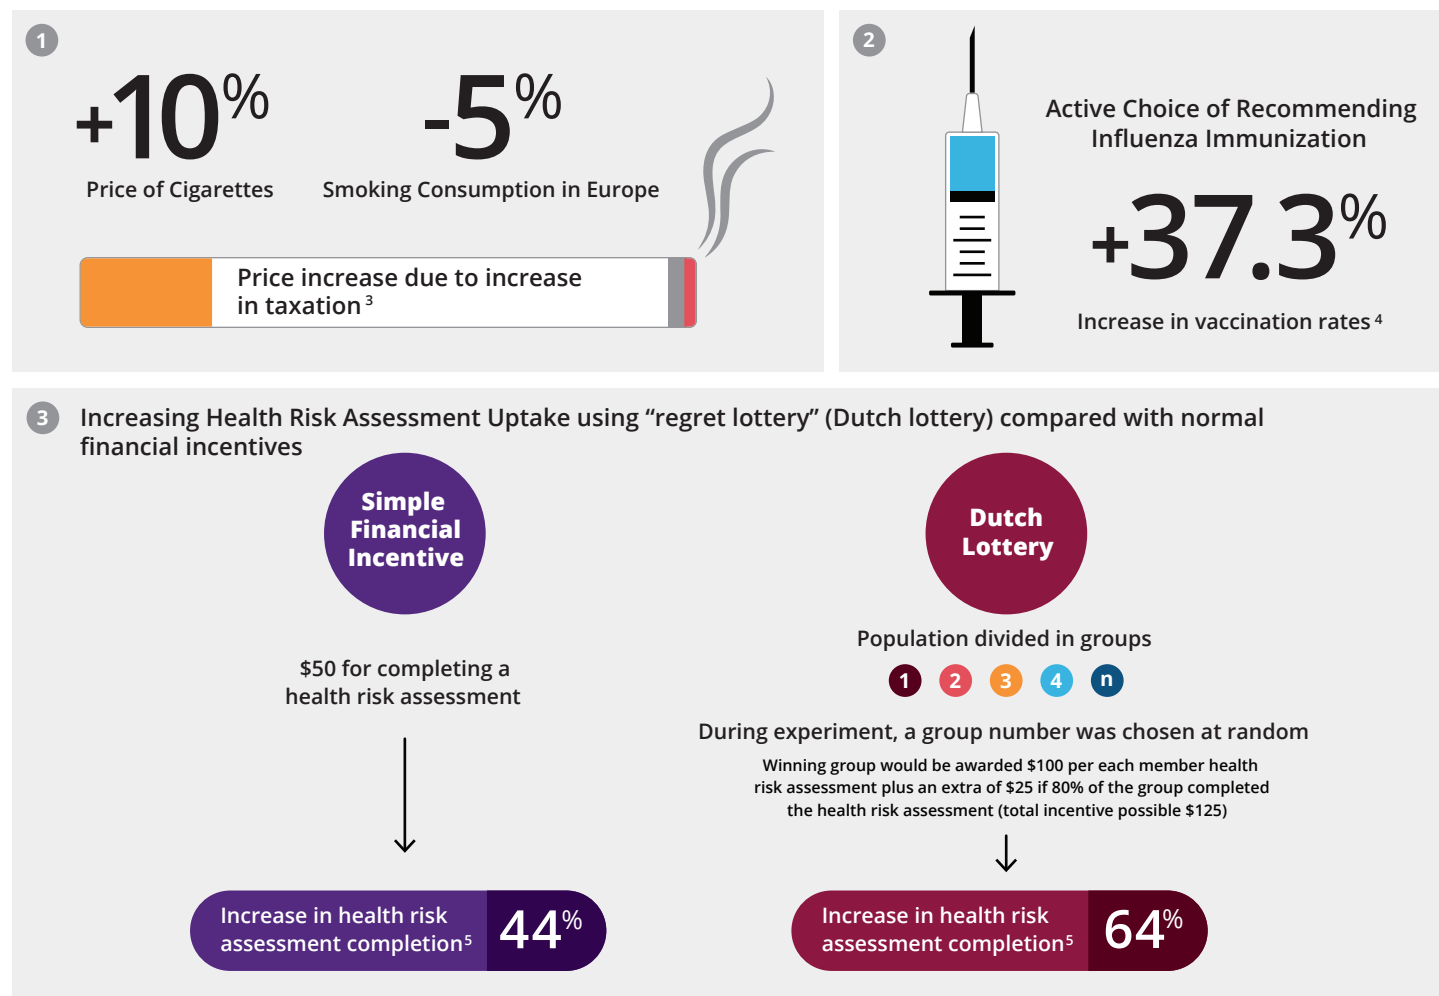 1
+10%
Price of Cigarettes
-5%
Smoking Consumption in Europe
Price increase due to increase
in taxation 3
2
Active Choice of Recommending
Influenza Immunization
+37.3%
Increase in vaccination rates 4
3
Increasing Health Risk Assessment Uptake using “regret lottery” (Dutch lottery) compared with normal
financial incentives
Simple
Financial
Incentive
$50 for completing a
health risk assessment
Increase in health risk
assessment completion 5
44%
Dutch
Lottery
Population divided in groups
1 2 3 4 n
During experiment, a group number was chosen at random
Winning group would be awarded $100 per each member health
risk assessment plus an extra of $25 if 80% of the group completed
the health risk assessment (total incentive possible $125)
Increase in health risk
assessment completion 5
64%